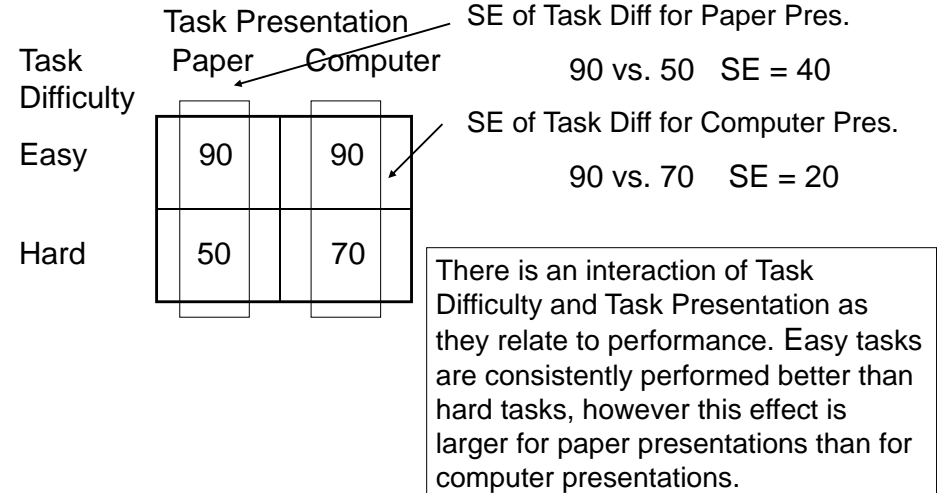 Task Presentation
Task Difficulty
Paper Computer
Easy 90 90
Hard 50 70
SE of Task Diff for Paper Pres.
90 vs. 50 SE = 40
SE of Task Diff for Computer Pres.
90 vs. 70 SE = 20
There is an interaction of Task
Difficulty and Task Presentation as
they relate to performance. Easy tasks
are consistently performed better than
hard tasks, however this effect is
larger for paper presentations than for
computer presentations.